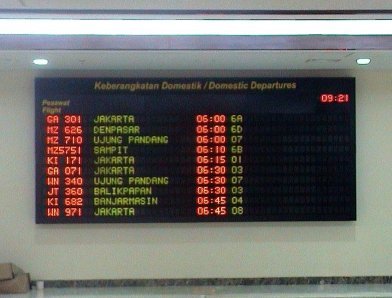 Keberangkatan Domestik / Domestic Departures
09:21
Pesawat
Flight
GA 301 JAKARTA 06:00 6A
MZ 626 DENPASAR 06:00 6D
MZ 710 UJUNG PANDANG 06:00 07
MZ5751 SAMPIT 06:10 6B
KI 171 JAKARTA 06:15 01
GA 071 JAKARTA 06:30 03
WN 340 UJUNG PANDANG 06:30 07
JT 360 BALIKPAPAN 06:30 03
KI 682 BANJARMASIN 06:45 04
WN 971 JAKARTA 06:45 08